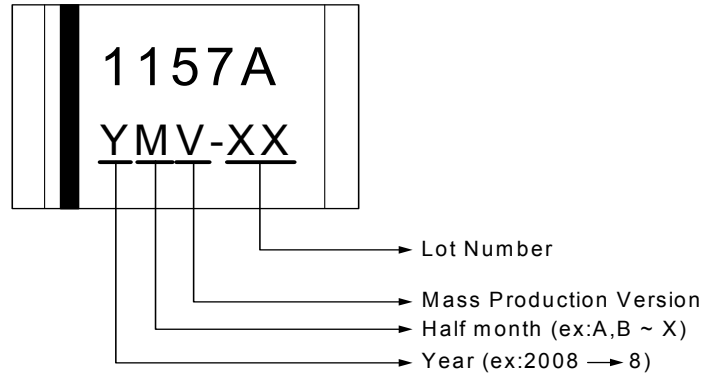 1157A
YMV-XX
Lot Number
Mass Production Version
Half month (ex:A,B ~ X)
Year (ex:2008 → 8)